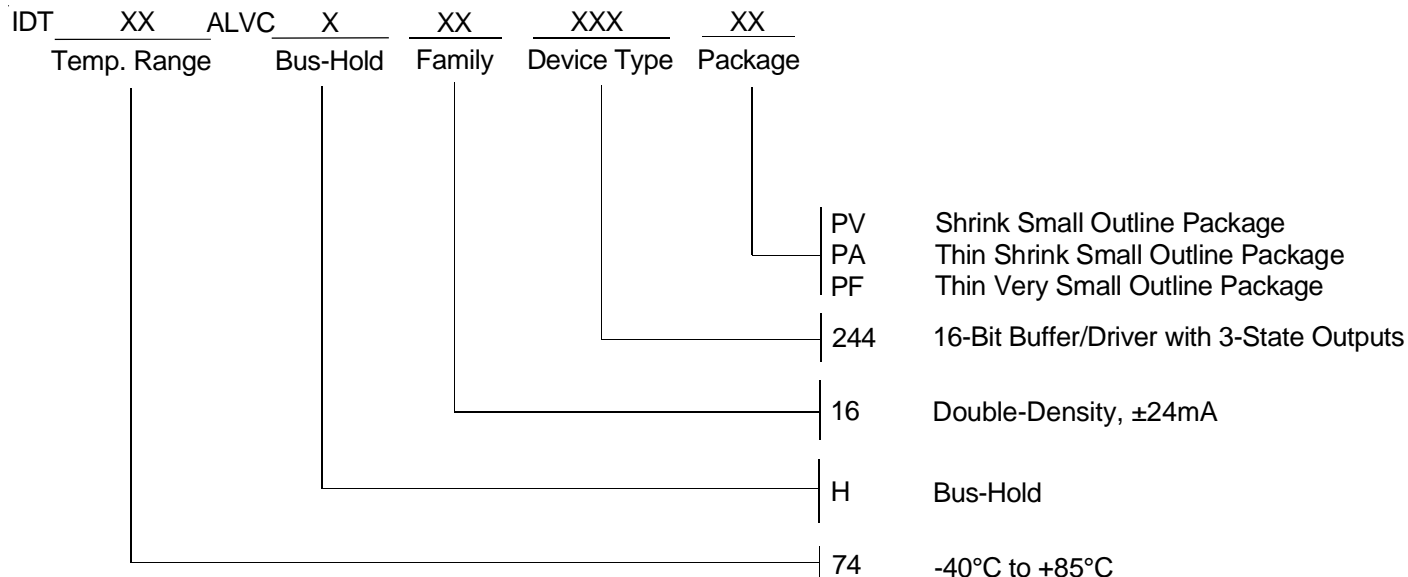 IDT XX ALVC X XX XXX XX
Temp. Range Bus-Hold Family Device Type Package
PV Shrink Small Outline Package
PA Thin Shrink Small Outline Package
PF Thin Very Small Outline Package
244 16-Bit Buffer/Driver with 3-State Outputs
16 Double-Density, ±24mA
H Bus-Hold
74 -40°C to +85°C